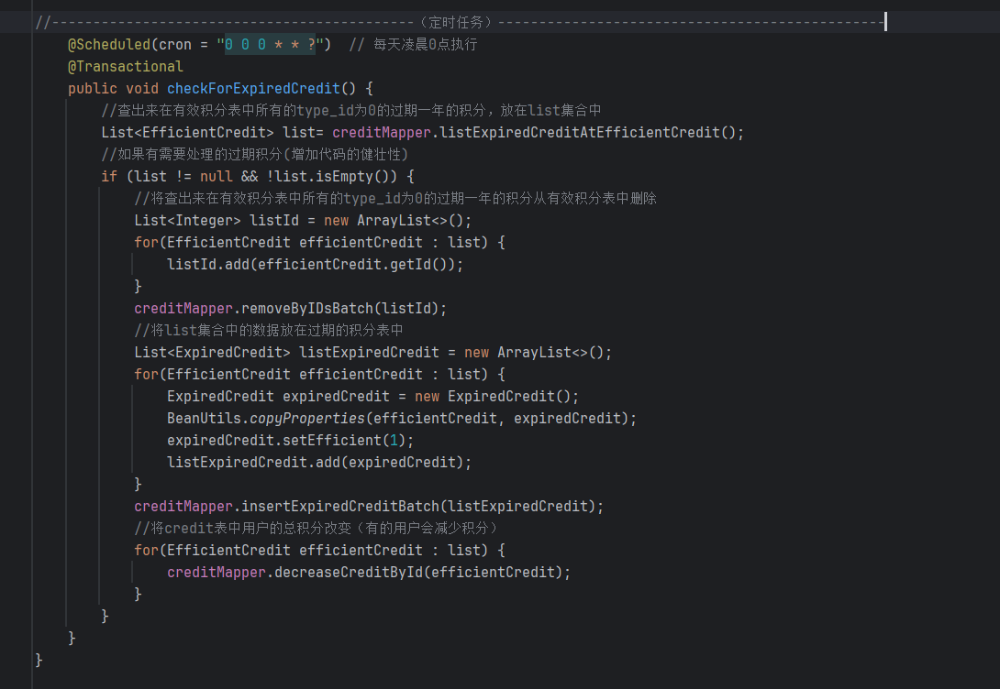 //--------------------------------------------（定时任务）-----------------------------------------------
@Scheduled(cron = "0 0 0 * * ?")  // 每天凌晨0点执行
@Transactional
public void checkForExpiredCredit() {
//查出来在有效积分表中所有的type_id为0的过期一年的积分，放在list集合中
List<EfficientCredit> list= creditMapper.listExpiredCreditAtEfficientCredit();
//如果有需要处理的过期积分(增加代码的健壮性)
if (list != null && !list.isEmpty()) {
//将查出来在有效积分表中所有的type_id为0的过期一年的积分从有效积分表中删除
List<Integer> listId = new ArrayList<>();
for(EfficientCredit efficientCredit : list) {
listId.add(efficientCredit.getId());
}
creditMapper.removeByIDsBatch(listId);
//将list集合中的数据放在过期的积分表中
List<ExpiredCredit> listExpiredCredit = new ArrayList<>();
for(EfficientCredit efficientCredit : list) {
ExpiredCredit expiredCredit = new ExpiredCredit();
BeanUtils.copyProperties(efficientCredit, expiredCredit);
expiredCredit.setEfficient(1);
listExpiredCredit.add(expiredCredit);
}
creditMapper.insertExpiredCreditBatch(listExpiredCredit);
//将credit表中用户的总积分改变（有的用户会减少积分）
for(EfficientCredit efficientCredit : list) {
creditMapper.decreaseCreditById(efficientCredit);
}
}
}
}